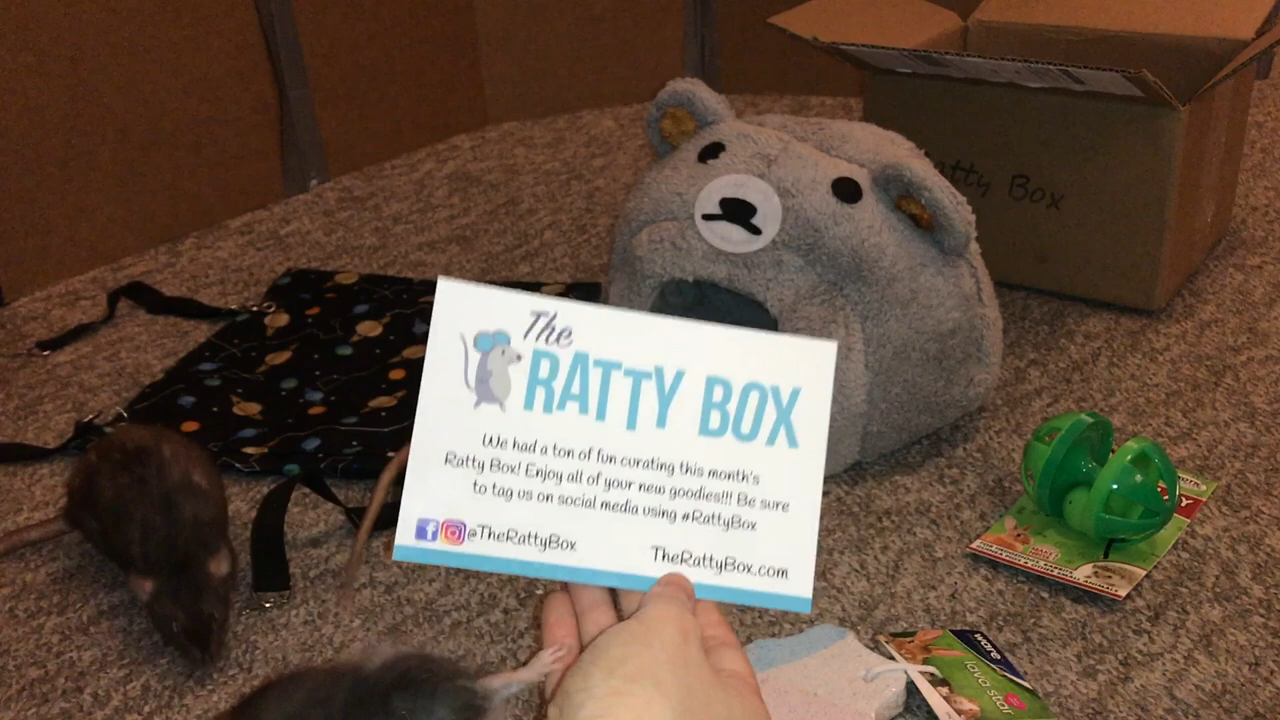 Ratty Box
The
RATTY BOX
We had a ton of fun curating this month's
Ratty Box! Enjoy all of your new goodies!!! Be sure
to tag us on social media using #RattyBox
@TheRattyBox
TheRattyBox.com
ware
lava star